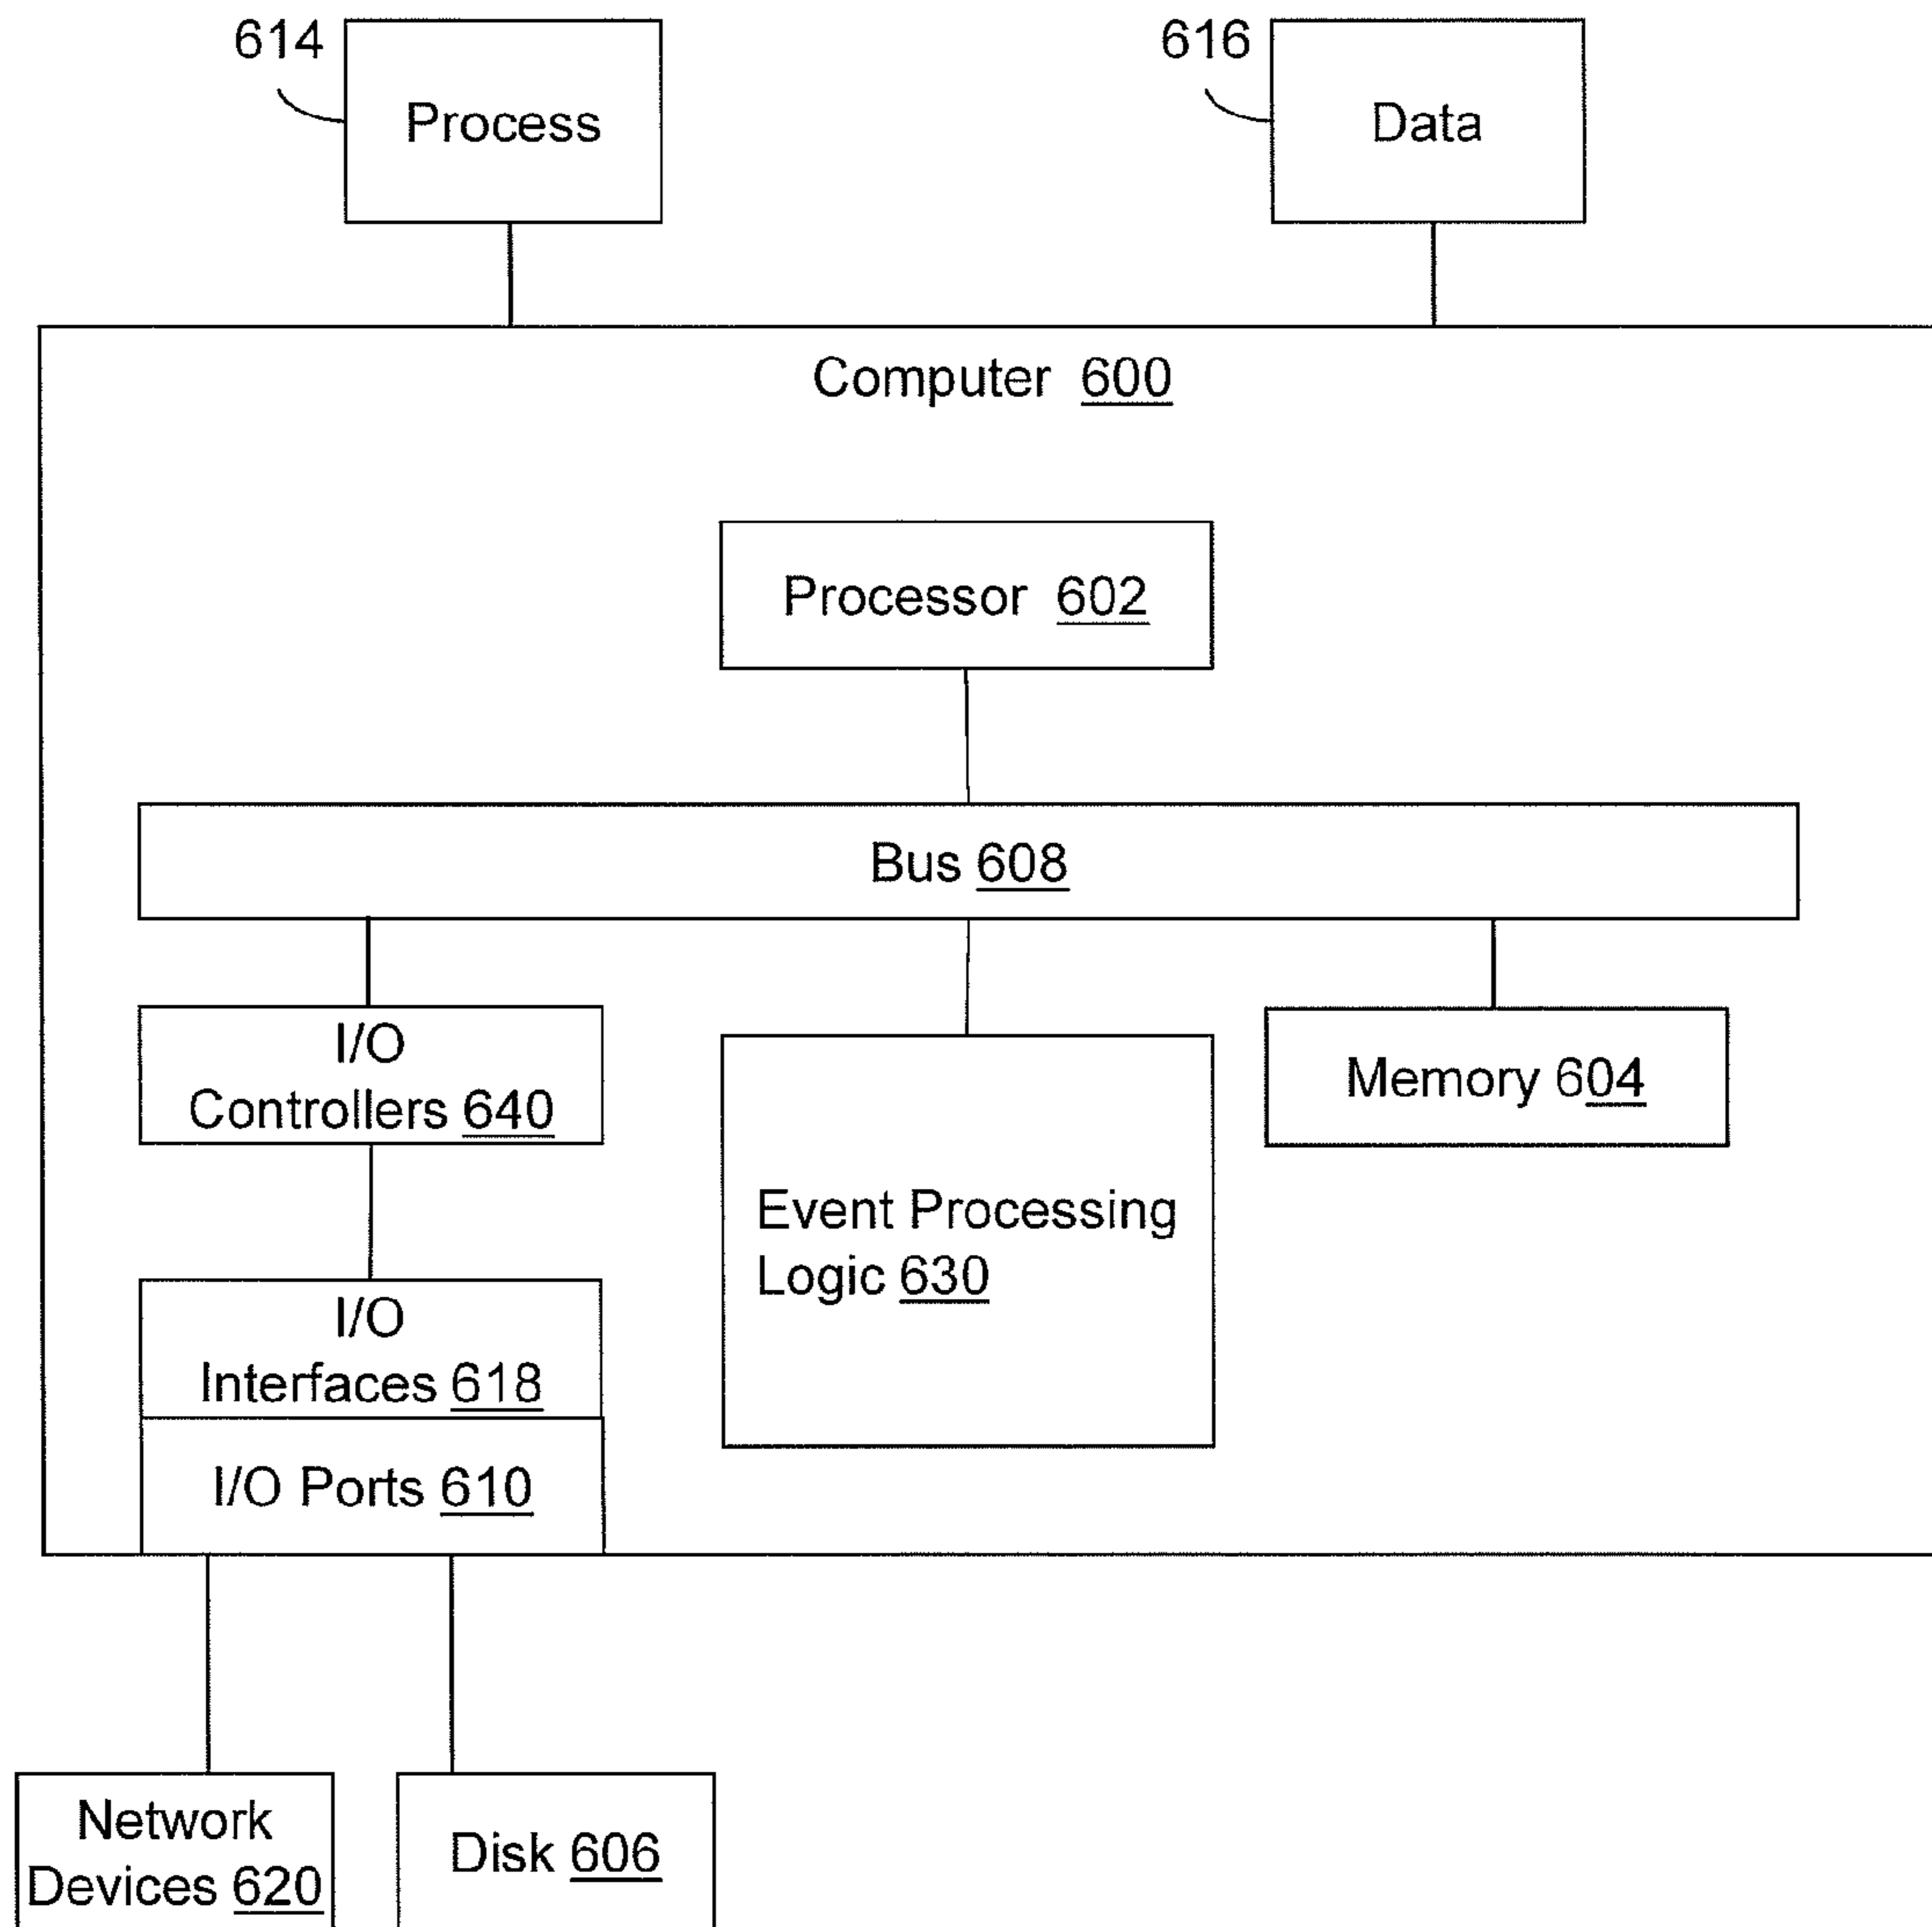 614
Process
616
Data
Computer 600
Processor 602
Bus 608
I/O
Controllers 640
Memory 604
Event Processing
Logic 630
I/O
Interfaces 618
I/O Ports 610
Network
Devices 620
Disk 606